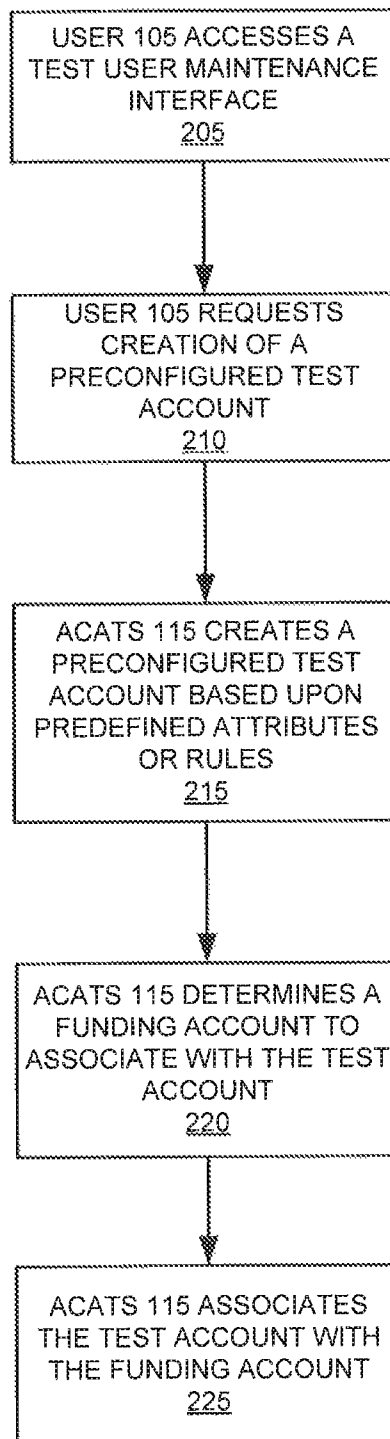 USER 105 ACCESSES A
TEST USER MAINTENANCE
INTERFACE
205
USER 105 REQUESTS
CREATION OF A
PRECONFIGURED TEST
ACCOUNT
210
ACATS 115 CREATES A
PRECONFIGURED TEST
ACCOUNT BASED UPON
PREDEFINED ATTRIBUTES
OR RULES
215
ACATS 115 DETERMINES A
FUNDING ACCOUNT TO
ASSOCIATE WITH THE TEST
ACCOUNT
220
ACATS 115 ASSOCIATES
THE TEST ACCOUNT WITH
THE FUNDING ACCOUNT
225